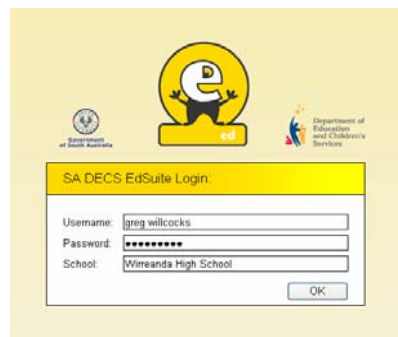 e
ed
Government
of South Australia
Department of
Education
and Children's
Services
SA DECS EdSuite Login:
Username: greg willcocks
Password: •••••••••
School: Wirreanda High School
OK